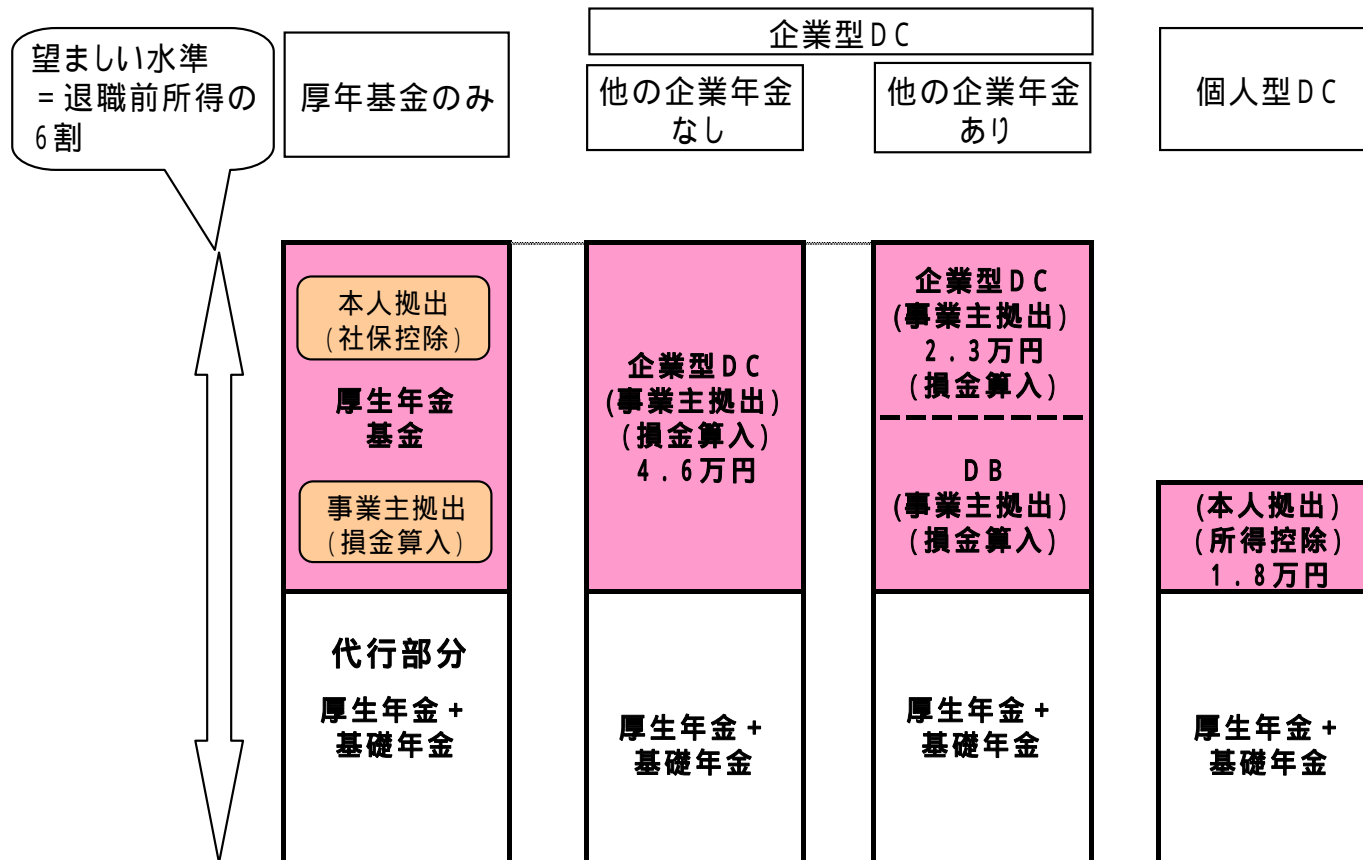 望ましい水準
=退職前所得の
6割
厚年基金のみ
企業型DC
他の企業年金
なし
他の企業年金
あり
個人型DC
本人拠出
(社保控除)
厚生年金
基金
事業主拠出
(損金算入)
代行部分
厚生年金+
基礎年金
企業型DC
(事業主拠出)
(損金算入)
4.6万円
厚生年金+
基礎年金
企業型DC
(事業主拠出)
2.3万円
(損金算入)
DB
(事業主拠出)
(損金算入)
厚生年金+
基礎年金
(本人拠出)
(所得控除)
1.8万円
厚生年金+
基礎年金